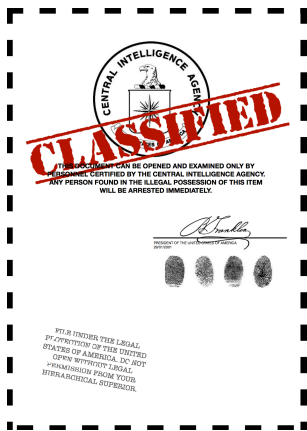 CENTRAL INTELLIGENCE AGENCY
CLASSIFIED
THIS DOCUMENT CAN BE OPENED AND EXAMINED ONLY BY
PERSONNEL CERTIFIED BY THE CENTRAL INTELLIGENCE AGENCY.
ANY PERSON FOUND IN THE ILLEGAL POSSESSION OF THIS ITEM
WILL BE ARRESTED IMMEDIATELY.
PRESIDENT OF THE UNITED STATES OF AMERICA
FILE UNDER THE LEGAL
PROTECTION OF THE UNITED
STATES OF AMERICA. DO NOT
OPEN WITHOUT LEGAL
PERMISSION FROM YOUR
HIERARCHICAL SUPERIOR.